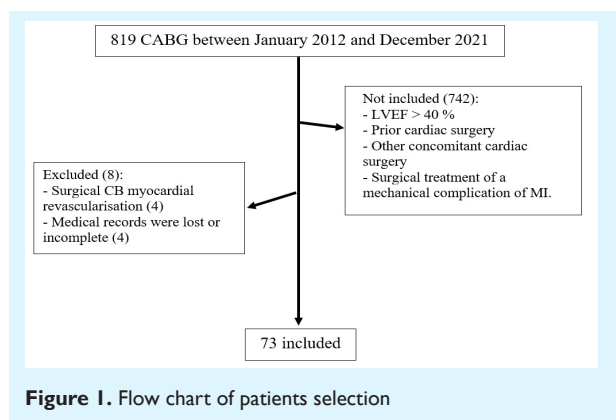 819 CABG between January 2012 and December 2021
Not included (742):
- LVEF > 40 %
- Prior cardiac surgery
- Other concomitant cardiac
surgery
- Surgical treatment of a
mechanical complication of MI.
Excluded (8):
- Surgical CB myocardial
revascularisation (4)
- Medical records were lost or
incomplete (4)
73 included
Figure 1. Flow chart of patients selection